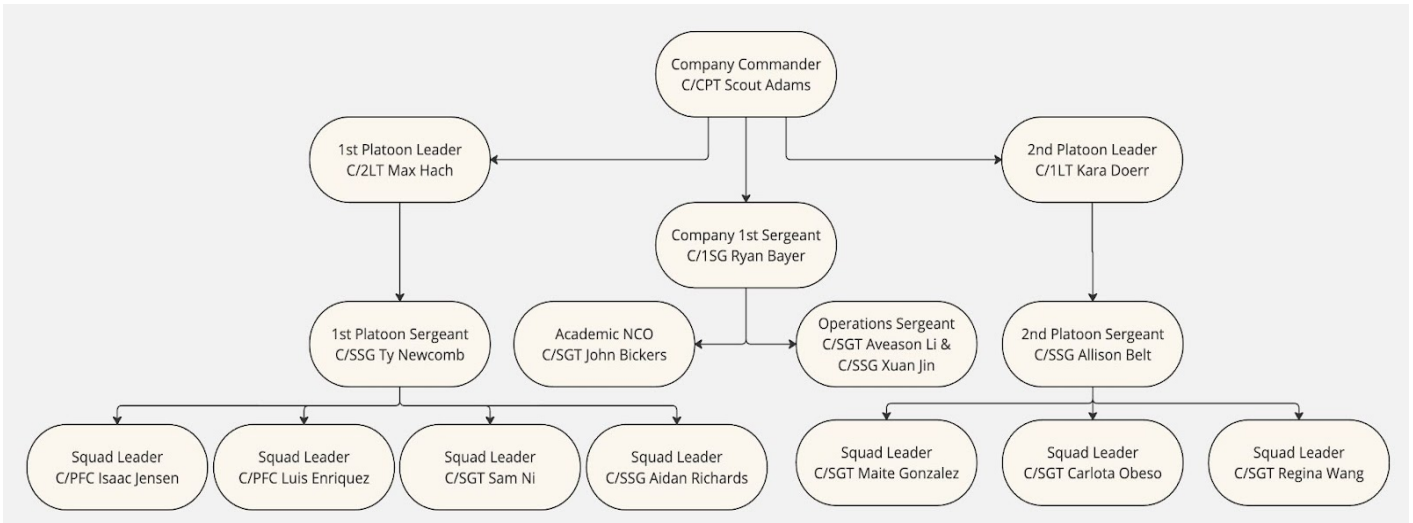 Company Commander
C/CPT Scout Adams
1st Platoon Leader
C/2LT Max Hach
2nd Platoon Leader
C/1LT Kara Doerr
Company 1st Sergeant
C/1SG Ryan Bayer
1st Platoon Sergeant
C/SSG Ty Newcomb
Academic NCO
C/SGT John Bickers
Operations Sergeant
C/SGT Aveason Li &
C/SSG Xuan Jin
2nd Platoon Sergeant
C/SSG Allison Belt
Squad Leader
C/PFC Isaac Jensen
Squad Leader
C/PFC Luis Enriquez
Squad Leader
C/SGT Sam Ni
Squad Leader
C/SSG Aidan Richards
Squad Leader
C/SGT Maite Gonzalez
Squad Leader
C/SGT Carlota Obeso
Squad Leader
C/SGT Regina Wang